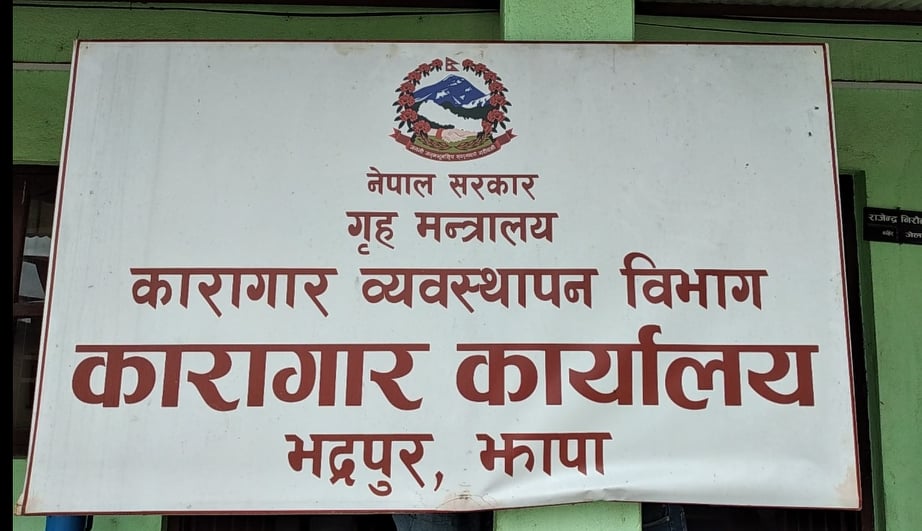 नेपाल सरकार
गृह मन्त्रालय
कारागार व्यवस्थापन विभाग
कारागार कार्यालय
भद्रपुर, झापा
राजेन्द्र